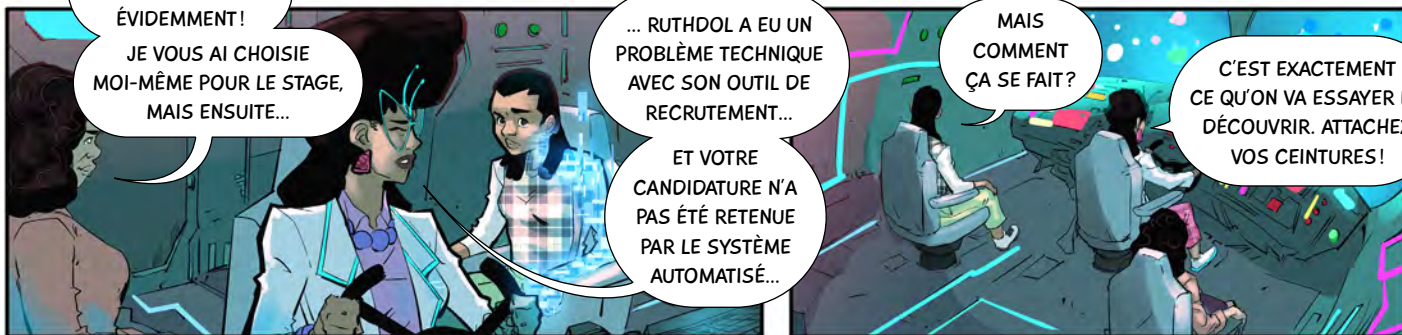 ÉVIDEMMENT!
JE VOUS AI CHOISIE
MOI-MÊME POUR LE STAGE,
MAIS ENSUITE...
... RUTHDOL A EU UN
PROBLÈME TECHNIQUE
AVEC SON OUTIL DE
RECRUTEMENT...
ET VOTRE
CANDIDATURE N'A
PAS ÉTÉ RETENUE
PAR LE SYSTÈME
AUTOMATISÉ...
MAIS
COMMENT
ÇA SE FAIT?
C'EST EXACTEMENT
CE QU'ON VA ESSAYER
DÉCOUVRIR. ATTACHEZ
VOS CEINTURES!